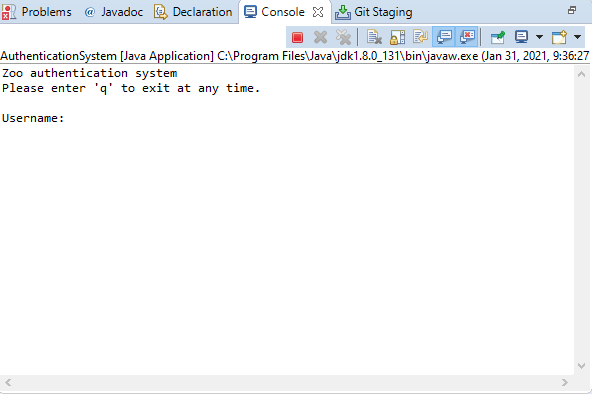 Problems @ Javadoc Declaration Console Git Staging
AuthenticationSystem [Java Application] C:\Program Files\Java\jdk1.8.0_131\bin\javaw.exe (Jan 31, 2021, 9:36:27
Zoo authentication system
Please enter 'q' to exit at any time.
Username: